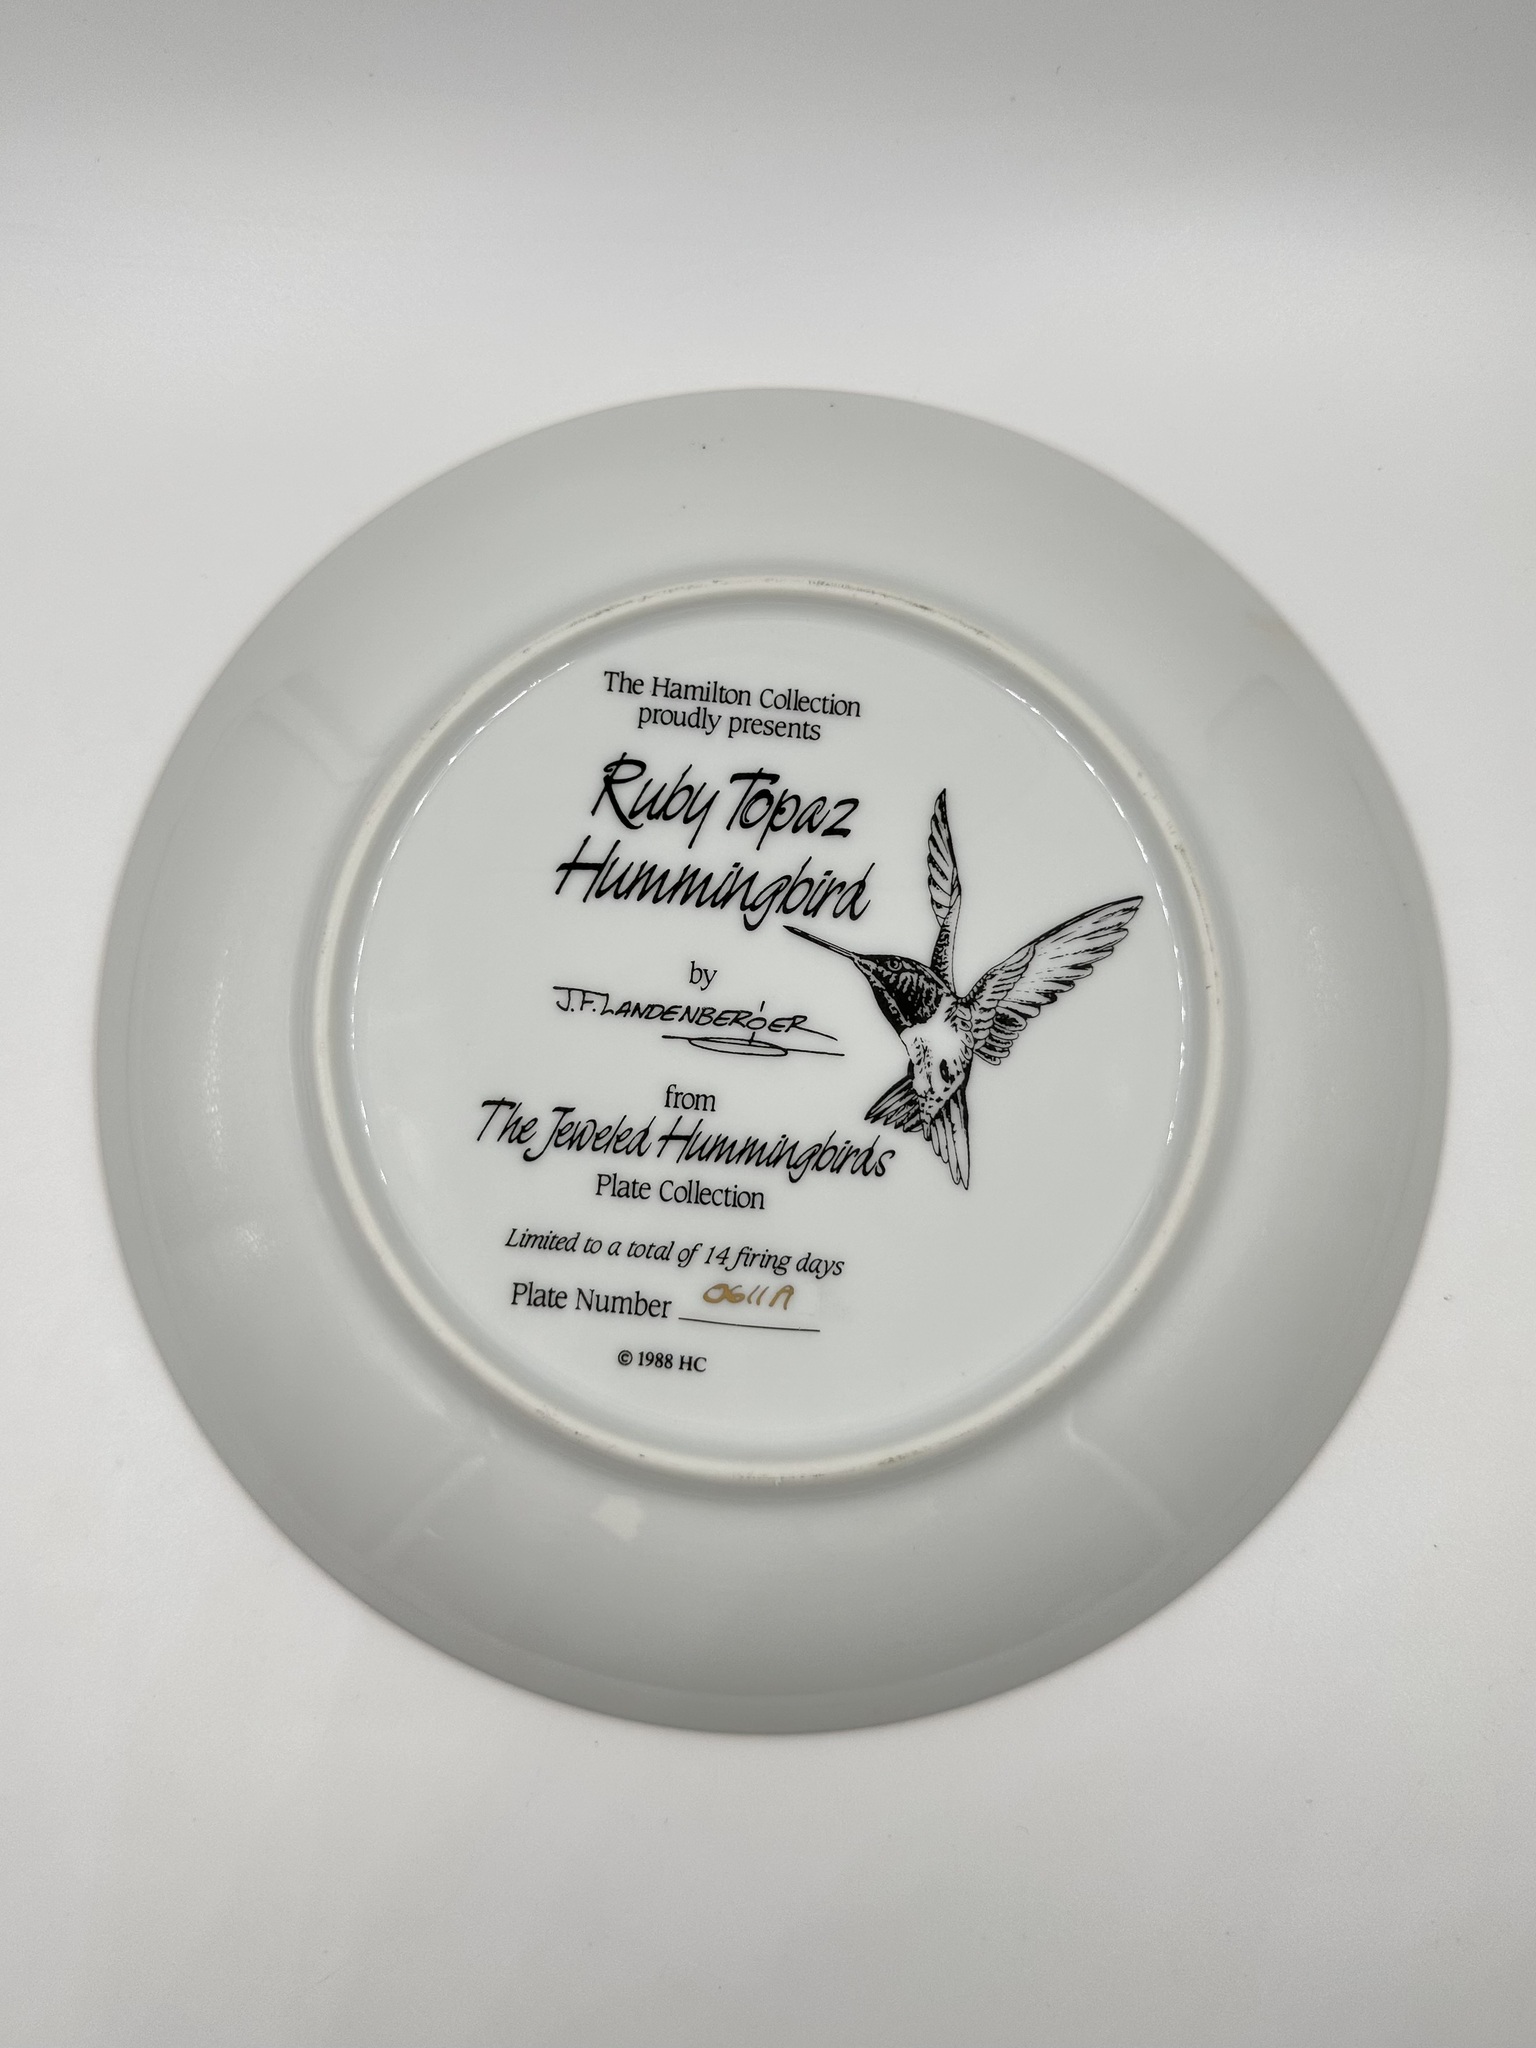 The Hamilton Collection
proudly presents
Ruby Topaz
Hummingbird
by
J.F. LANDENBERGER
from
The Jeweled Hummingbirds
Plate Collection
Limited to a total of 14 firing days
Plate Number 0611A
© 1988 HC